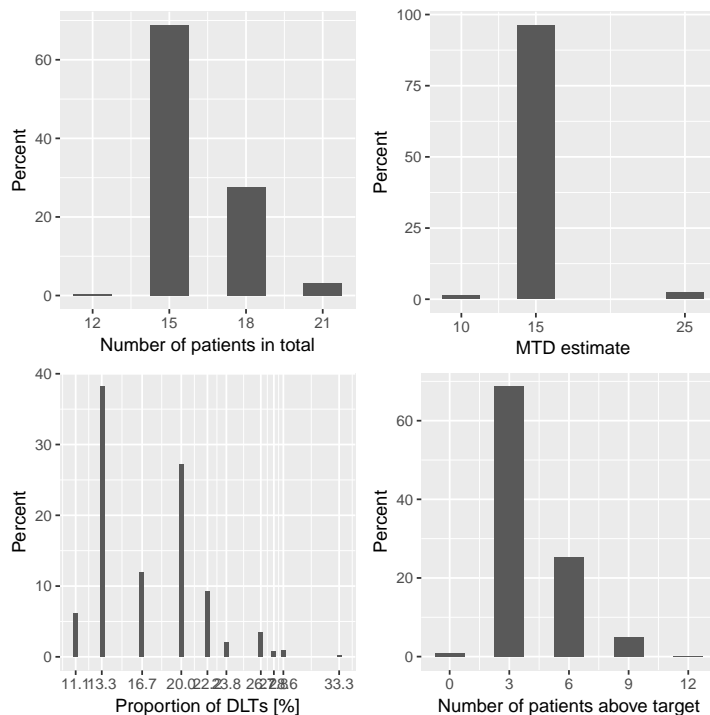 Percent
60
40
20
0
12 15 18 21
Number of patients in total
Percent
100
75
50
25
0
10 15 25
MTD estimate
Percent
40
30
20
10
0
11.1 13.3 16.7 20.0 22.2 23.8 28.6 33.3
Proportion of DLTs [%]
Percent
60
40
20
0
0 3 6 9 12
Number of patients above target